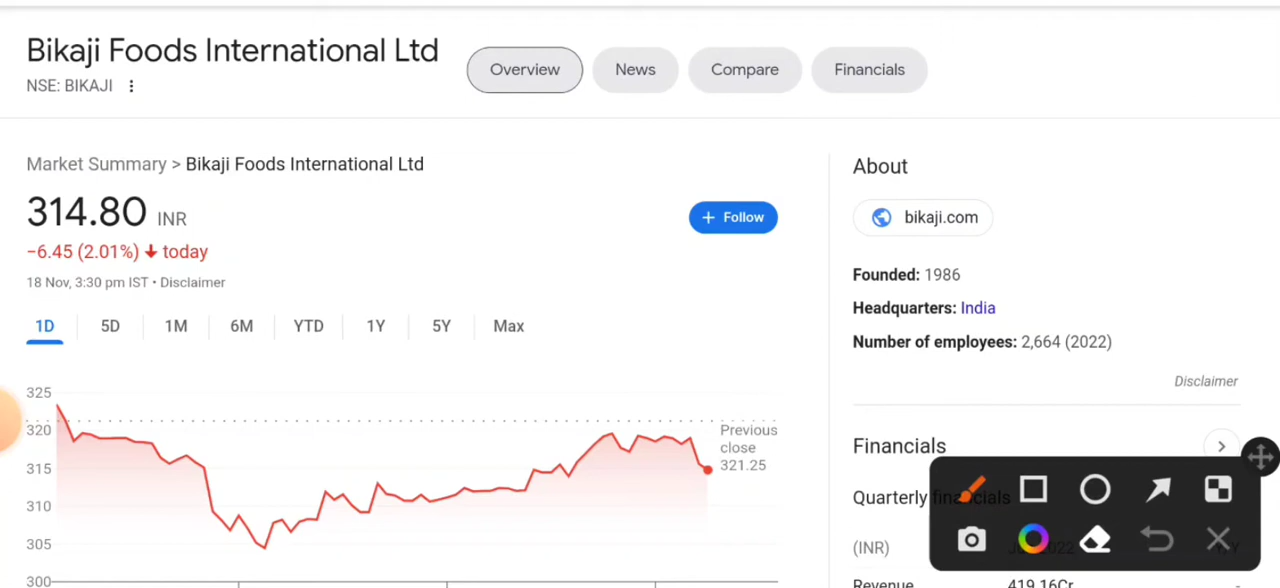 Bikaji Foods International Ltd
NSE: BIKAJI
Overview
News
Compare
Financials
Market Summary > Bikaji Foods International Ltd
314.80 INR
−6.45 (2.01%) today
18 Nov, 3:30 pm IST • Disclaimer
+ Follow
1D 5D 1M 6M YTD 1Y 5Y Max
325
320
315
310
305
300
Previous
close
321.25
About
bikaji.com
Founded: 1986
Headquarters: India
Number of employees: 2,664 (2022)
Disclaimer
Financials
Quarterly financials
(INR) 2022
Revenue 419.16Cr